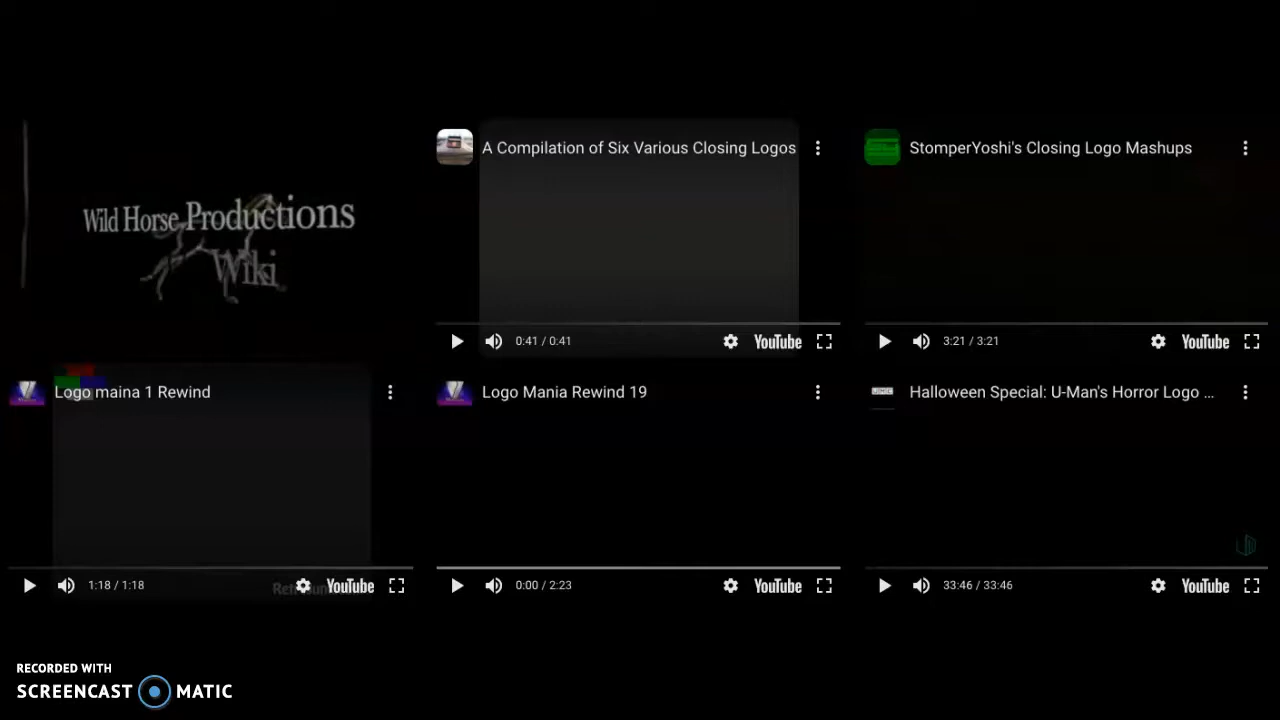 Wild Horse Productions
Wiki
A Compilation of Six Various Closing Logos
0:41 / 0:41
YouTube
StomperYoshi's Closing Logo Mashups
3:21 / 3:21
YouTube
Logo maina 1 Rewind
1:18 / 1:18
YouTube
Logo Mania Rewind 19
0:00 / 2:23
YouTube
Halloween Special: U-Man's Horror Logo ...
33:46 / 33:46
YouTube
RECORDED WITH
SCREENCAST MATIC